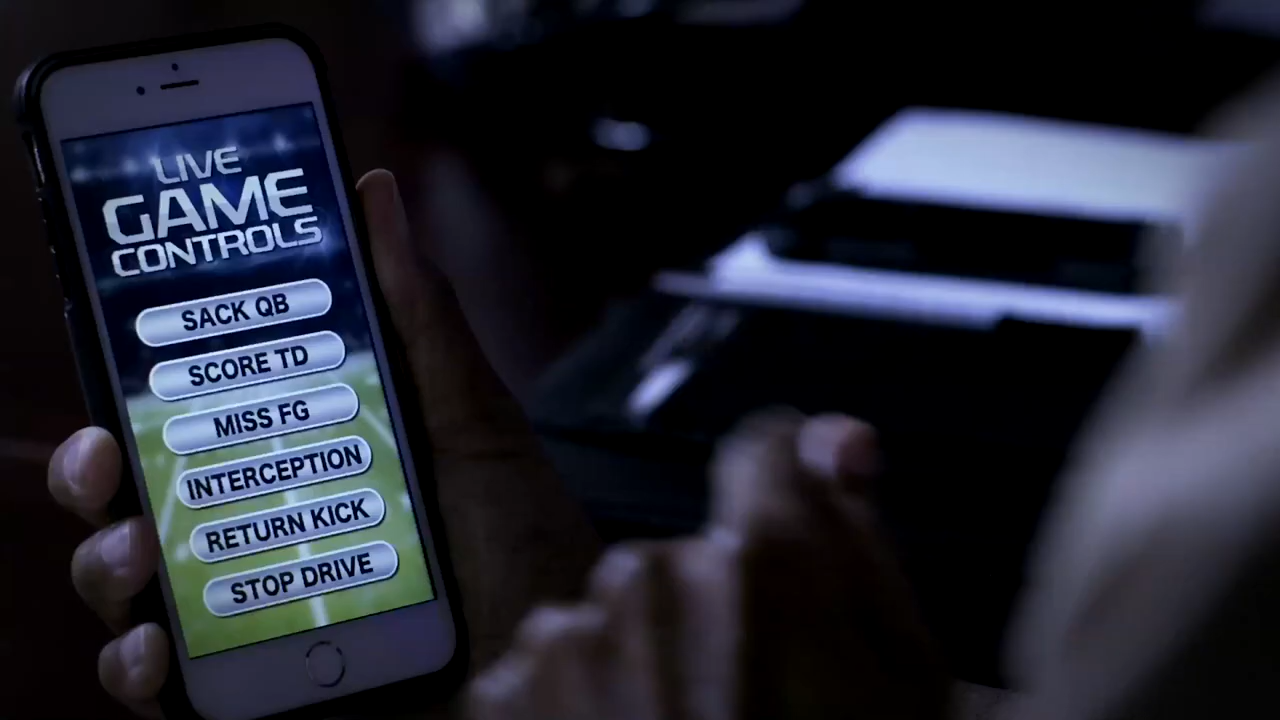 LIVE
GAME
CONTROLS
SACK QB
SCORE TD
MISS FG
INTERCEPTION
RETURN KICK
STOP DRIVE